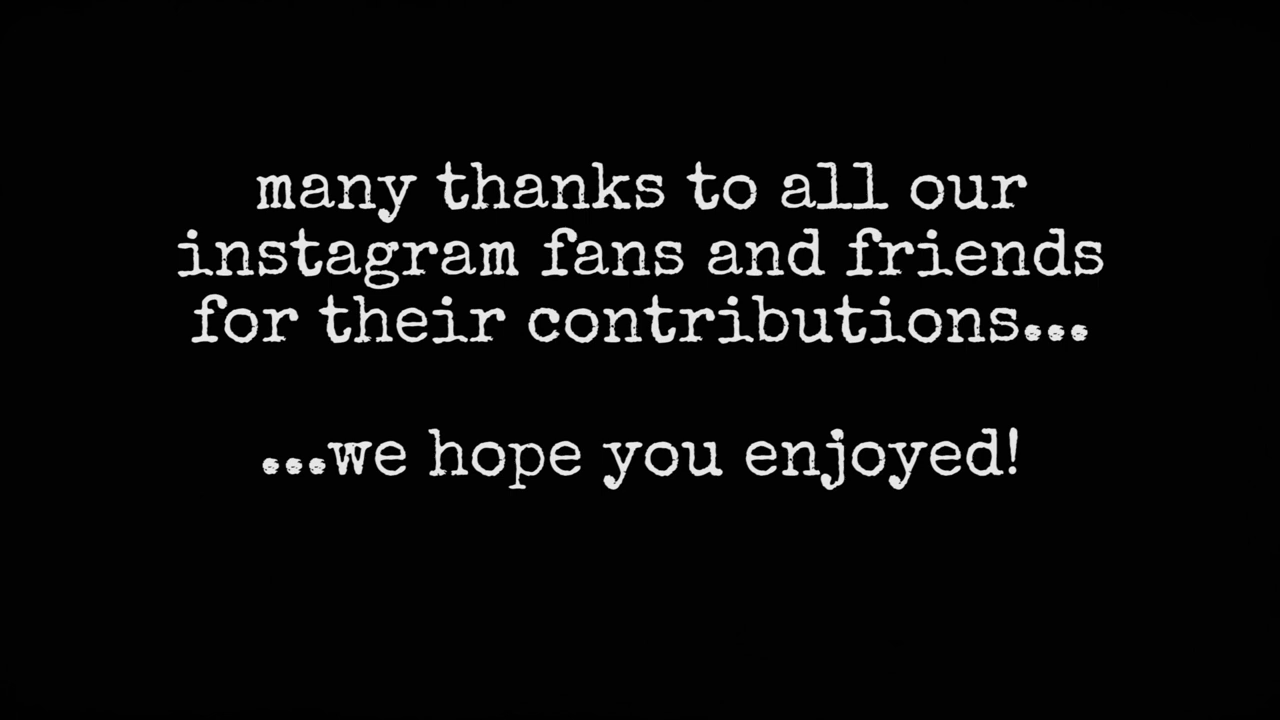 many thanks to all our
instagram fans and friends
for their contributions...
...we hope you enjoyed!